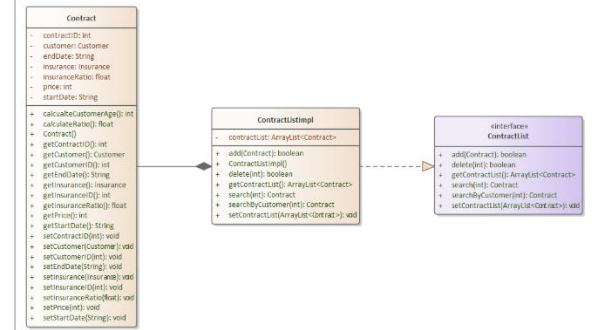 Contract
- contractID: int
- customer: Customer
- endDate: String
- insurance: Insurance
- insuranceRatio: float
- price: int
- startDate: String
+ calcualteCustomerAge(): int
+ calculateRatio(): float
+ Contract()
+ getContractID(): int
+ getCustomer(): Customer
+ getCustomerID(): int
+ getEndDate(): String
+ getInsurance(): Insurance
+ getInsuranceID(): int
+ getInsuranceRatio(): float
+ getPrice(): int
+ getStartDate(): String
+ setContractID(int): void
+ setCustomer(Customer): void
+ setCustomerID(int): void
+ setEndDate(String): void
+ setInsurance(Insurance): void
+ setInsuranceID(int): void
+ setInsuranceRatio(float): void
+ setPrice(int): void
+ setStartDate(String): void
ContractListImpl
- contractList: ArrayList<Contract>
+ add(Contract): boolean
+ ContractListImpl()
+ delete(int): boolean
+ getContractList(): ArrayList<Contract>
+ search(int): Contract
+ searchByCustomer(int): Contract
+ setContractList(ArrayList<Contract>): void
«interface»
ContractList
+ add(Contract): boolean
+ delete(int): boolean
+ getContractList(): ArrayList<Contract>
+ search(int): Contract
+ searchByCustomer(int): Contract
+ setContractList(ArrayList<Contract>): void